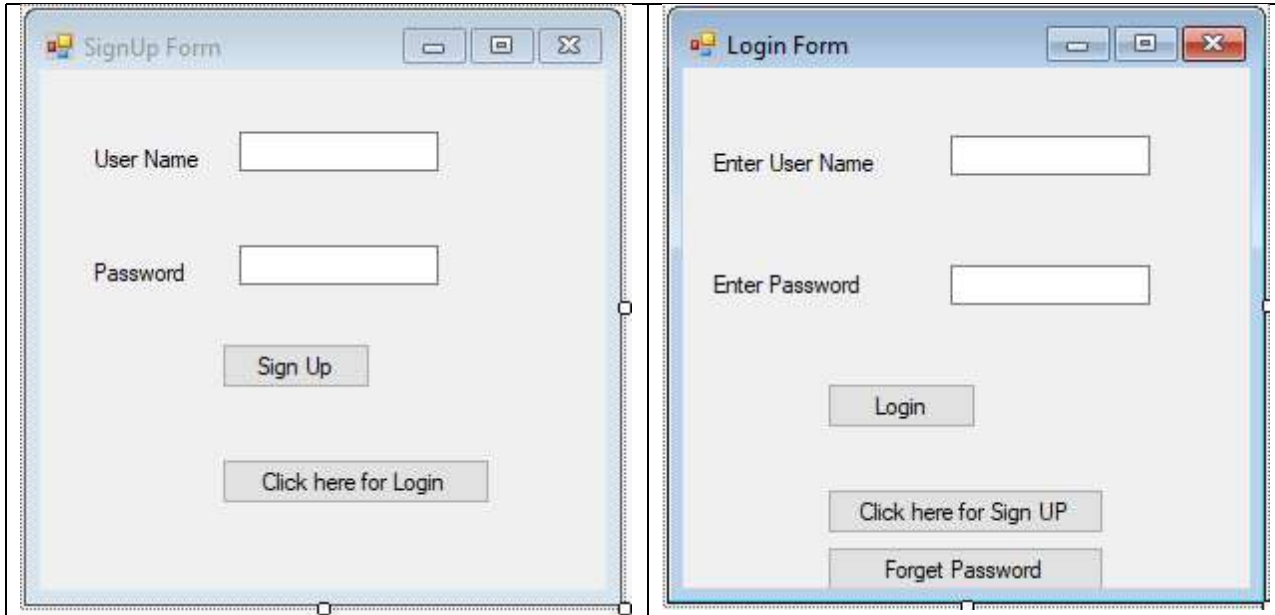 SignUp Form
User Name
Password
Sign Up
Click here for Login
Login Form
Enter User Name
Enter Password
Login
Click here for Sign UP
Forget Password